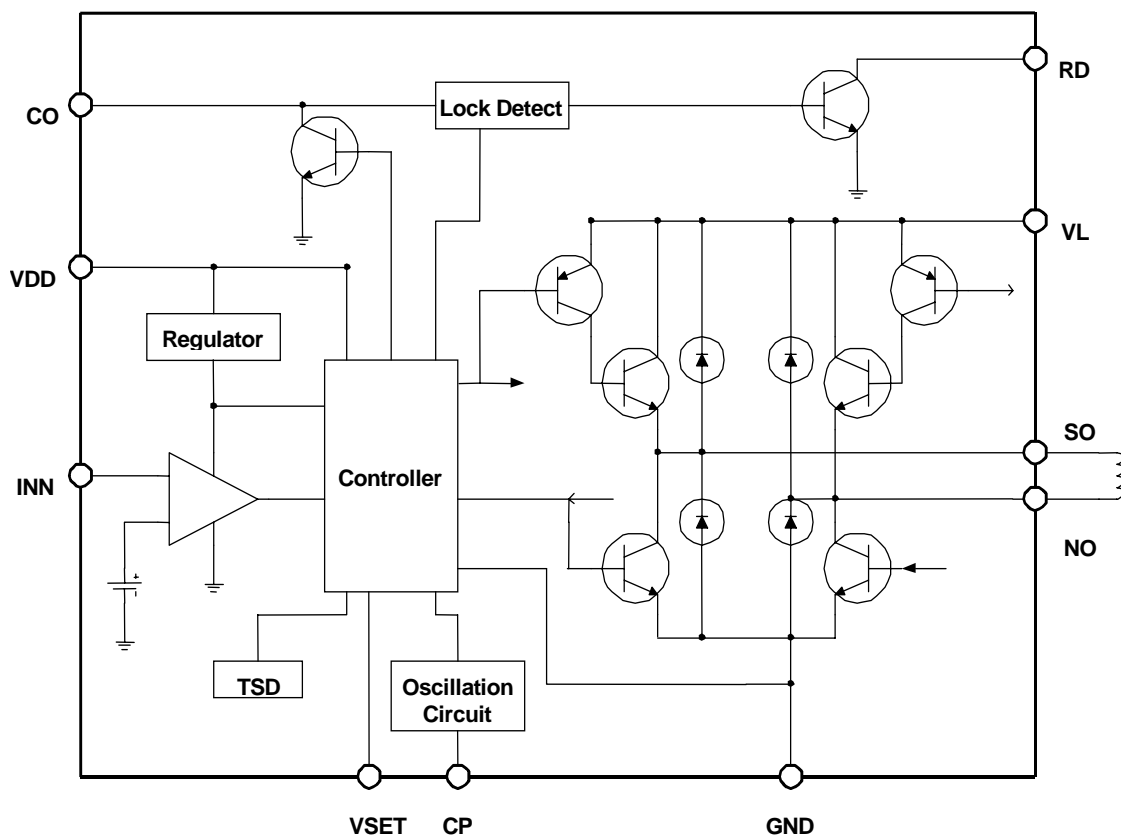 RD
CO
Lock Detect
VL
VDD
Regulator
SO
INN
Controller
NO
+
-
TSD
Oscillation
Circuit
VSET
CP
GND